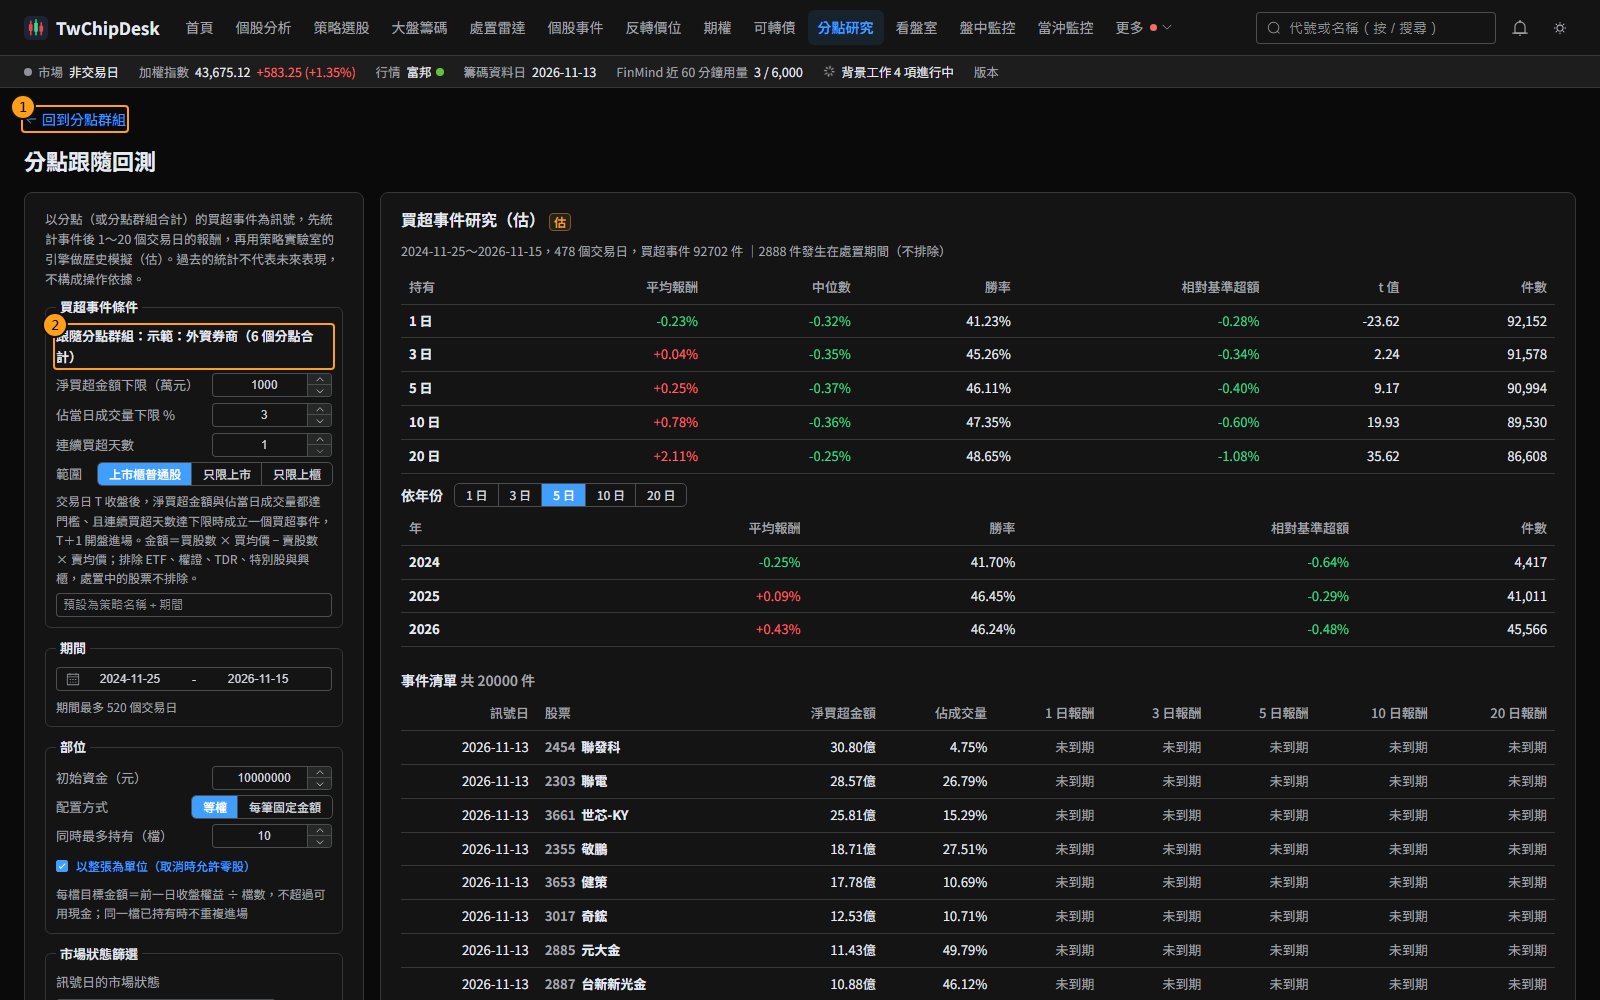 TwChipDesk 首頁 個股分析 策略選股 大盤籌碼 處置雷達 個股事件 反轉價位 期權 可轉債 分點研究 看盤室 盤中監控 當沖監控 更多 代號或名稱（按 / 搜尋）
市場 非交易日 加權指數 43,675.12 +583.25 (+1.35%) 行情 富邦 籌碼資料日 2026-11-13 FinMind 近 60 分鐘用量 3 / 6,000 背景工作 4 項進行中 版本
1
← 回到分點群組
分點跟隨回測
以分點（或分點群組合計）的買超事件為訊號，先統
計事件後 1～20 個交易日的報酬，再用策略實驗室的
引擎做歷史模擬（估）。過去的統計不代表未來表現，
不構成操作依據。
買超事件條件
2
跟隨分點群組：示範：外資券商（6 個分點合
計）
淨買超金額下限（萬元） 1000
佔當日成交量下限 % 3
連續買超天數 1
範圍 上市櫃普通股 只限上市 只限上櫃
交易日 T 收盤後，淨買超金額與佔當日成交量都達
門檻、且連續買超天數達下限時成立一個買超事件，
T＋1 開盤進場。金額＝買股數 × 買均價－賣股數
× 賣均價；排除 ETF、權證、TDR、特別股與興
櫃，處置中的股票不排除。
預設為策略名稱 + 期間
期間
2024-11-25 - 2026-11-15
期間最多 520 個交易日
部位
初始資金（元） 10000000
配置方式 等權 每筆固定金額
同時最多持有（檔） 10
以整張為單位（取消時允許零股）
每檔目標金額＝前一日收盤權益 ÷ 檔數，不超過可
用現金；同一檔已持有時不重複進場
市場狀態篩選
訊號日的市場狀態
買超事件研究（估） 估
2024-11-25～2026-11-15，478 個交易日，買超事件 92702 件 ｜2888 件發生在處置期間（不排除）
持有 平均報酬 中位數 勝率 相對基準超額 t 值 件數
1 日 -0.23% -0.32% 41.23% -0.28% -23.62 92,152
3 日 +0.04% -0.35% 45.26% -0.34% 2.24 91,578
5 日 +0.25% -0.37% 46.11% -0.40% 9.17 90,994
10 日 +0.78% -0.36% 47.35% -0.60% 19.93 89,530
20 日 +2.11% -0.25% 48.65% -1.08% 35.62 86,608
依年份 1 日 3 日 5 日 10 日 20 日
年 平均報酬 勝率 相對基準超額 件數
2024 -0.25% 41.70% -0.64% 4,417
2025 +0.09% 46.45% -0.29% 41,011
2026 +0.43% 46.24% -0.48% 45,566
事件清單 共 20000 件
訊號日 股票 淨買超金額 佔成交量 1 日報酬 3 日報酬 5 日報酬 10 日報酬 20 日報酬
2026-11-13 2454 聯發科 30.80億 4.75% 未到期 未到期 未到期 未到期 未到期
2026-11-13 2303 聯電 28.57億 26.79% 未到期 未到期 未到期 未到期 未到期
2026-11-13 3661 世芯-KY 25.81億 15.29% 未到期 未到期 未到期 未到期 未到期
2026-11-13 2355 敬鵬 18.71億 27.51% 未到期 未到期 未到期 未到期 未到期
2026-11-13 3653 健策 17.78億 10.69% 未到期 未到期 未到期 未到期 未到期
2026-11-13 3017 奇鋐 12.53億 10.71% 未到期 未到期 未到期 未到期 未到期
2026-11-13 2885 元大金 11.43億 49.79% 未到期 未到期 未到期 未到期 未到期
2026-11-13 2887 台新新光金 10.88億 46.12% 未到期 未到期 未到期 未到期 未到期